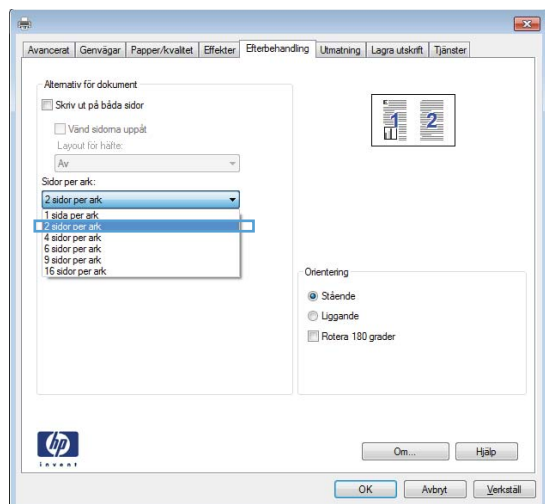 Avancerat Genvägar Papper/kvalitet Effekter Efterbehandling Utmatning Lagra utskrift Tjänster
Alternativ för dokument
Skriv ut på båda sidor
Vänd sidorna uppåt
Layout för häfte:
Av
Sidor per ark:
2 sidor per ark
1 sida per ark
2 sidor per ark
4 sidor per ark
6 sidor per ark
9 sidor per ark
16 sidor per ark
1 2
Orientering
Stående
Liggande
Rotera 180 grader
hp
invent
Om... Hjälp
OK Avbryt Verkställ